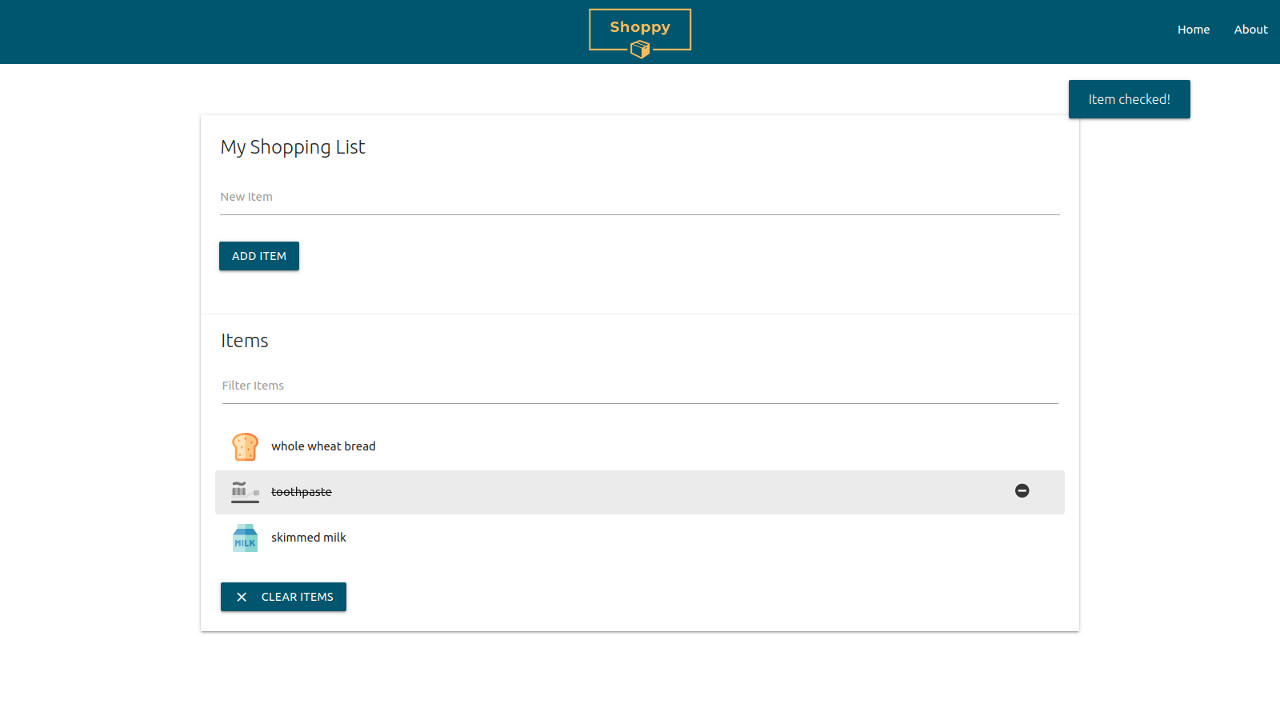 Shoppy
Home
About
Item checked!
My Shopping List
New Item
ADD ITEM
Items
Filter Items
whole wheat bread
toothpaste
MILK
skimmed milk
CLEAR ITEMS